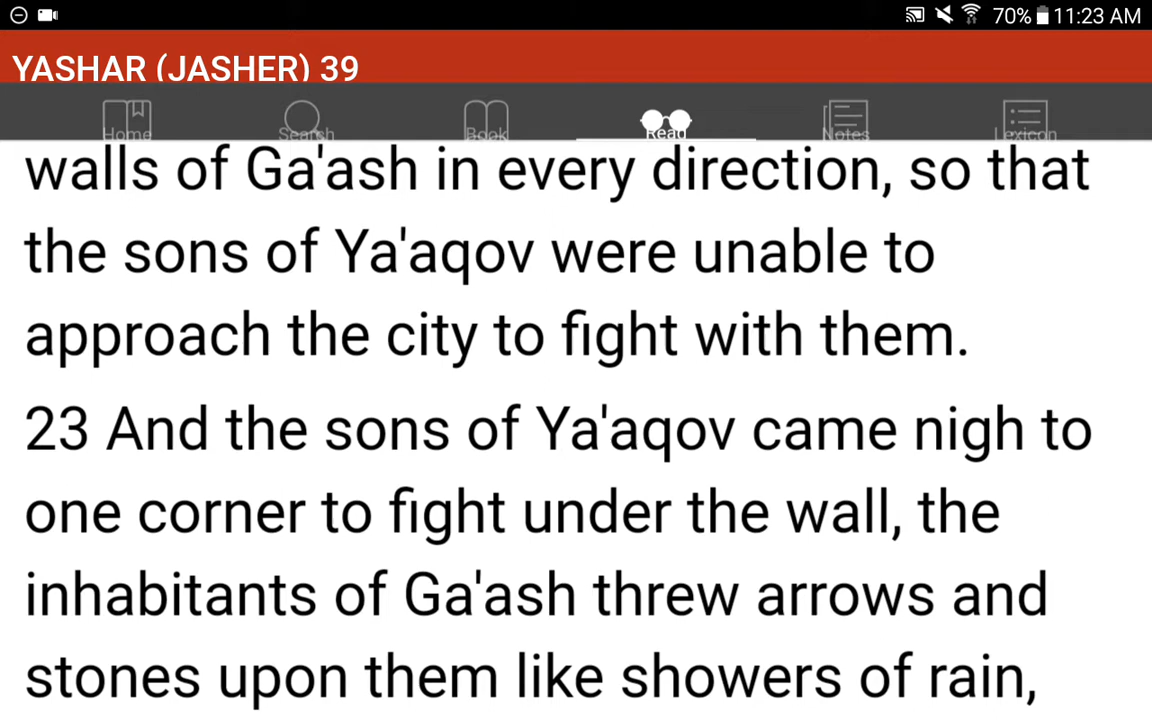 70% 11:23 AM
YASHAR (JASHER) 39
Home Search Book Read Notes Lexicon
walls of Ga'ash in every direction, so that
the sons of Ya'aqov were unable to
approach the city to fight with them.
23 And the sons of Ya'aqov came nigh to
one corner to fight under the wall, the
inhabitants of Ga'ash threw arrows and
stones upon them like showers of rain,